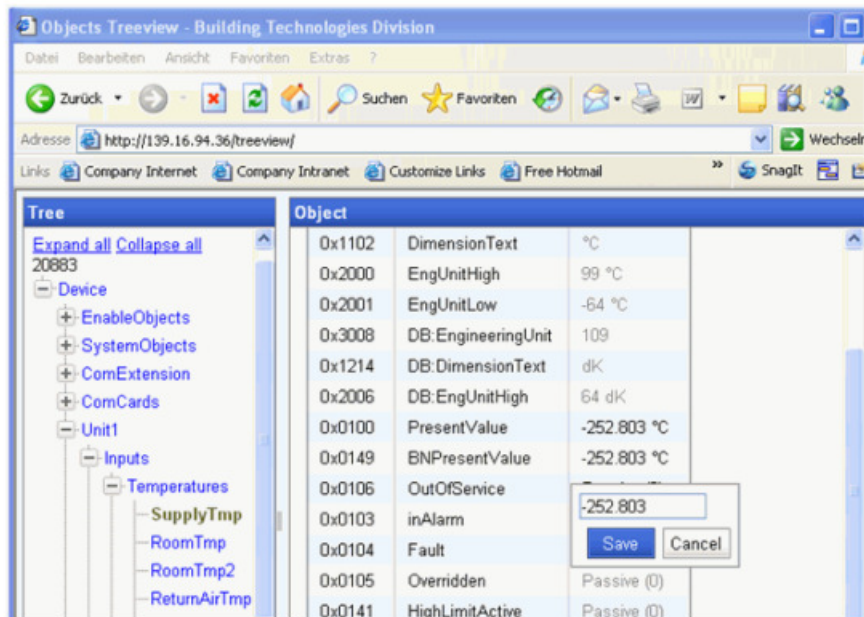 Objects Treeview - Building Technologies Division
Datei Bearbeiten Ansicht Favoriten Extras ?
Zurück Suchen Favoriten
Adresse http://139.16.94.36/treeview/ Wechseln
Links Company Internet Company Intranet Customize Links Free Hotmail » SnagIt
Tree
Expand all Collapse all
20883
Device
EnableObjects
SystemObjects
ComExtension
ComCards
Unit1
Inputs
Temperatures
SupplyTmp
RoomTmp
RoomTmp2
ReturnAirTmp
Object
0x1102 DimensionText °C
0x2000 EngUnitHigh 99 °C
0x2001 EngUnitLow -64 °C
0x3008 DB:EngineeringUnit 109
0x1214 DB:DimensionText dK
0x2006 DB:EngUnitHigh 64 dK
0x0100 PresentValue -252.803 °C
0x0149 BNPresentValue -252.803 °C
0x0106 OutOfService
0x0103 inAlarm
0x0104 Fault
0x0105 Overridden Passive (0)
0x0141 HighLimitActive Passive (0)
-252.803
Save Cancel